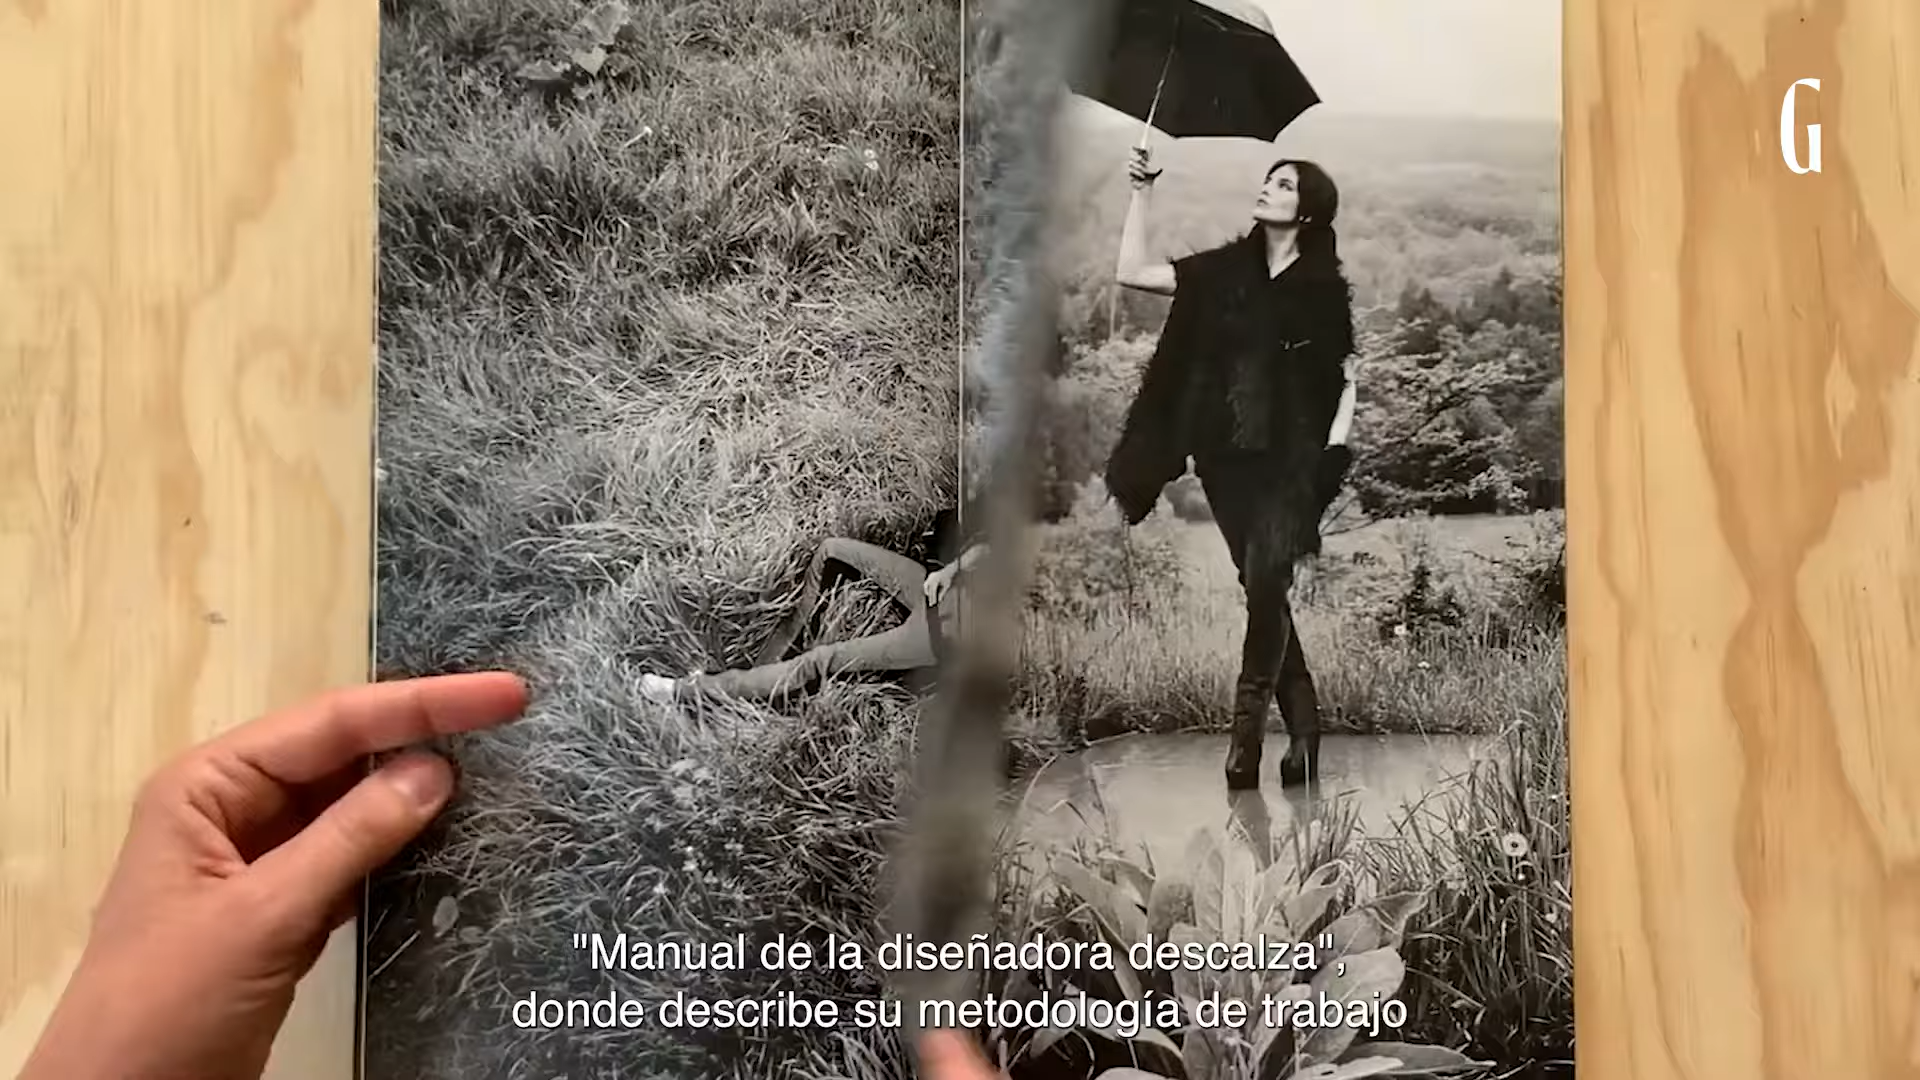 G
"Manual de la diseñadora descalza",
donde describe su metodología de trabajo